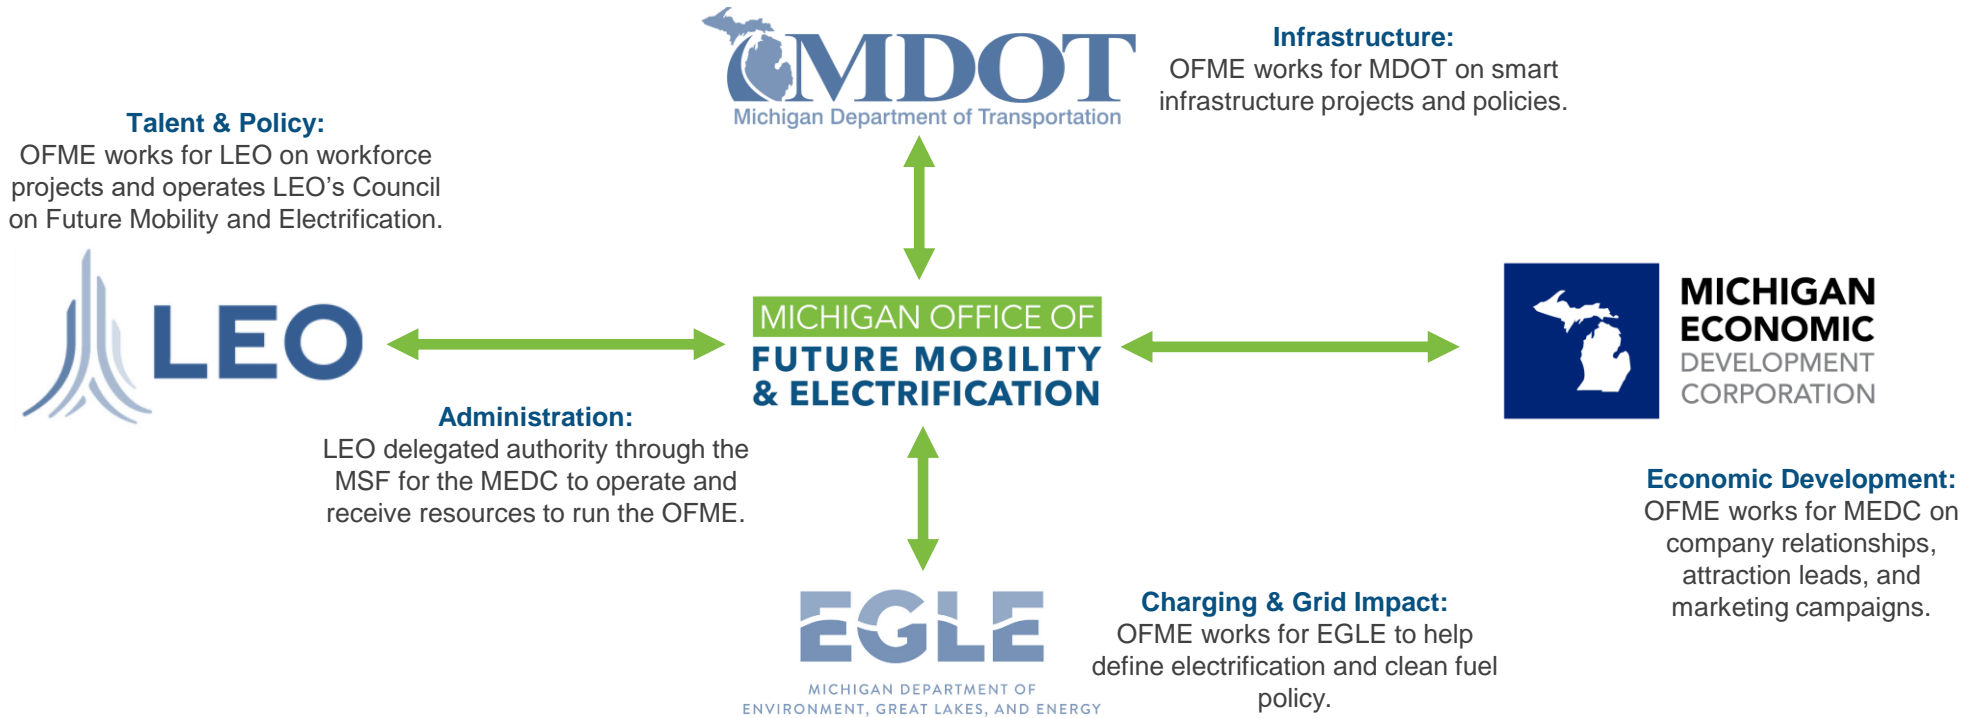 MDOT
Michigan Department of Transportation
Infrastructure:
OFME works for MDOT on smart
infrastructure projects and policies.
Talent & Policy:
OFME works for LEO on workforce
projects and operates LEO’s Council
on Future Mobility and Electrification.
LEO
MICHIGAN OFFICE OF
FUTURE MOBILITY
& ELECTRIFICATION
MICHIGAN
ECONOMIC
DEVELOPMENT
CORPORATION
Administration:
LEO delegated authority through the
MSF for the MEDC to operate and
receive resources to run the OFME.
Economic Development:
OFME works for MEDC on
company relationships,
attraction leads, and
marketing campaigns.
EGLE
MICHIGAN DEPARTMENT OF
ENVIRONMENT, GREAT LAKES, AND ENERGY
Charging & Grid Impact:
OFME works for EGLE to help
define electrification and clean fuel
policy.